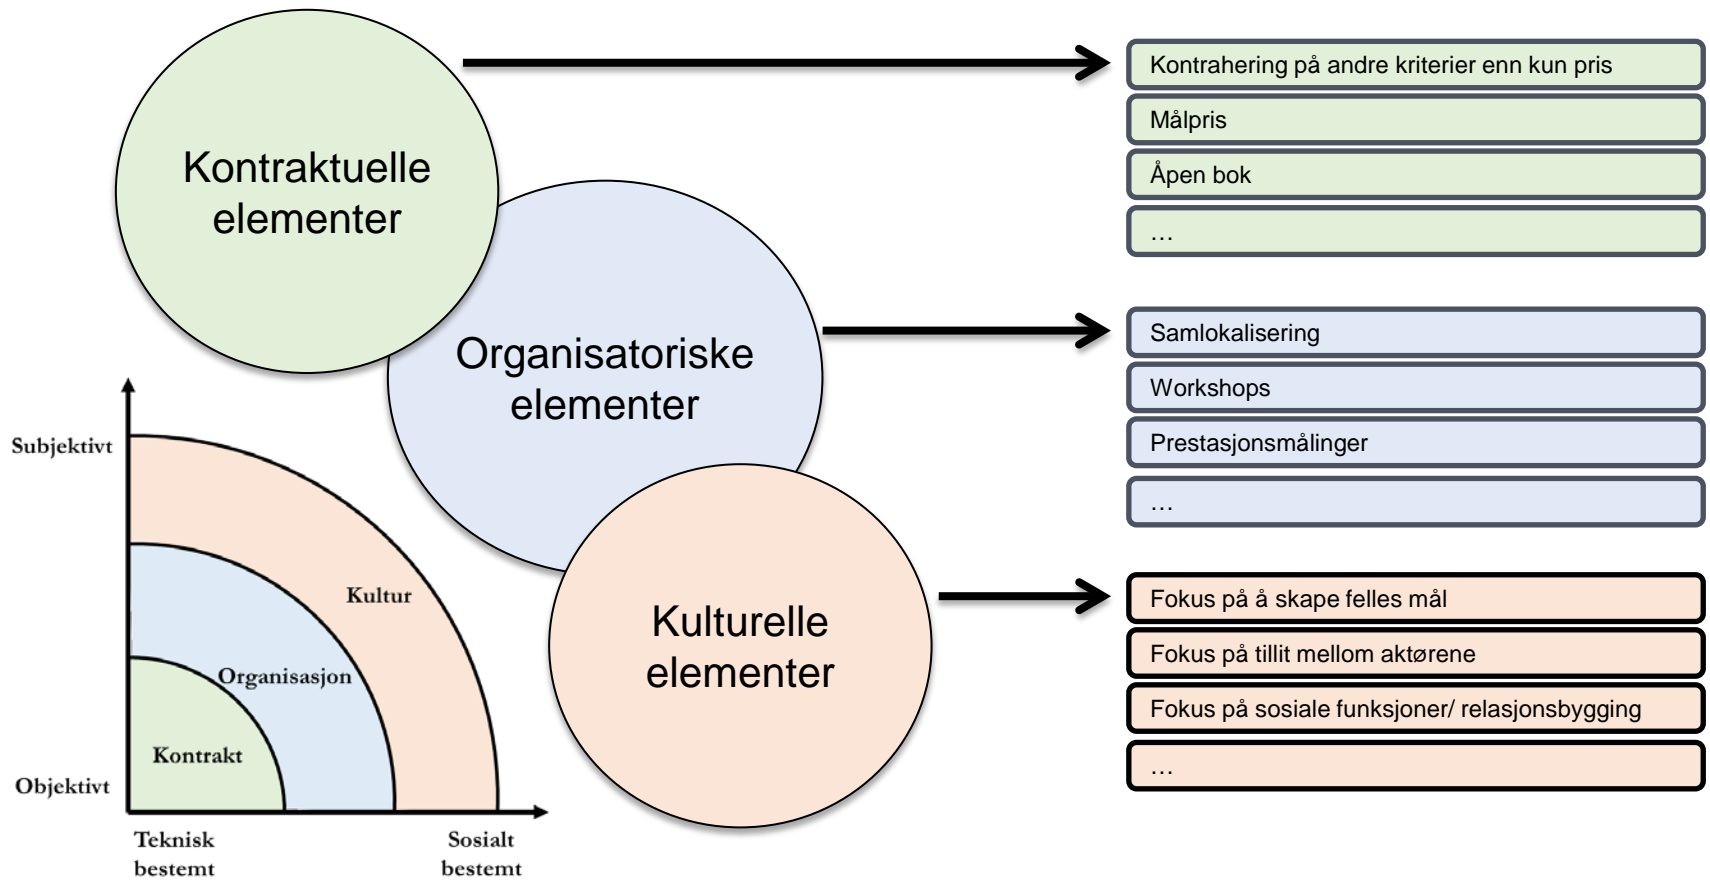 Kontraktuelle
elementer
Kontrahering på andre kriterier enn kun pris
Målpris
Åpen bok
…
Organisatoriske
elementer
Samlokalisering
Workshops
Prestasjonsmålinger
…
Kulturelle
elementer
Fokus på å skape felles mål
Fokus på tillit mellom aktørene
Fokus på sosiale funksjoner/ relasjonsbygging
…
Subjektivt
Kultur
Organisasjon
Kontrakt
Objektivt
Teknisk
bestemt
Sosialt
bestemt